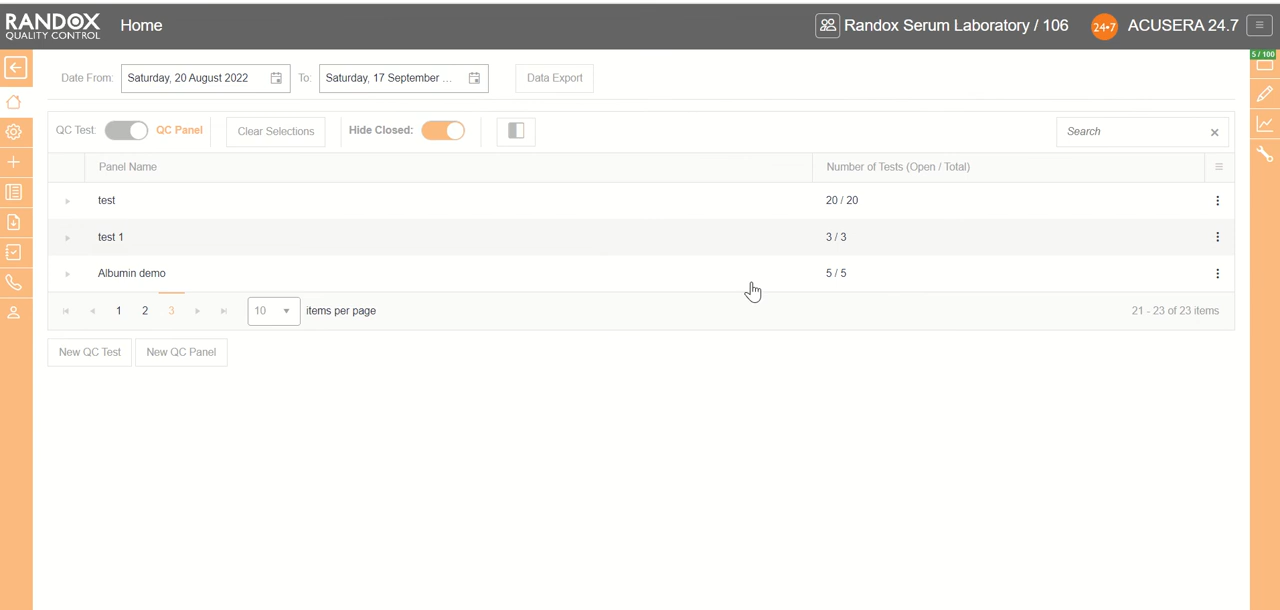 RANDOX
QUALITY CONTROL
Home
Randox Serum Laboratory / 106
24•7
ACUSERA 24.7
5 / 100
Date From:
Saturday, 20 August 2022
To:
Saturday, 17 September ...
Data Export
QC Test:
QC Panel
Clear Selections
Hide Closed:
Search
Panel Name
Number of Tests (Open / Total)
test
20 / 20
test 1
3 / 3
Albumin demo
5 / 5
1 2 3
10
items per page
21 - 23 of 23 items
New QC Test
New QC Panel